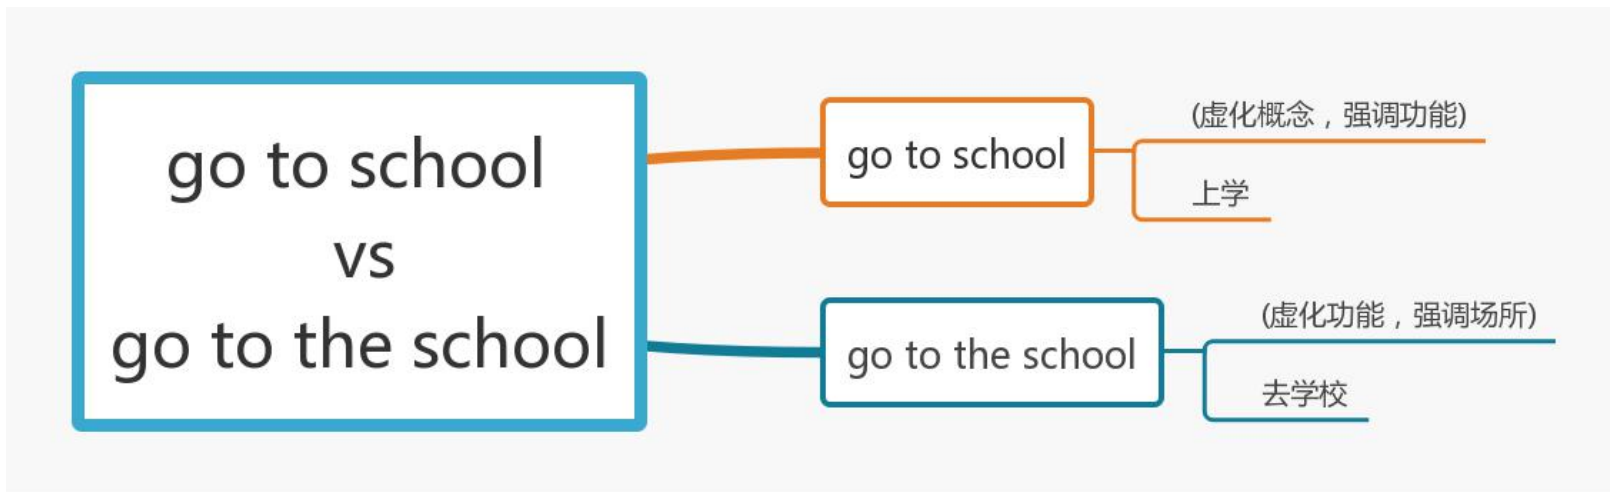 go to school
vs
go to the school
go to school
(虚化概念，强调功能)
上学
go to the school
(虚化功能，强调场所)
去学校